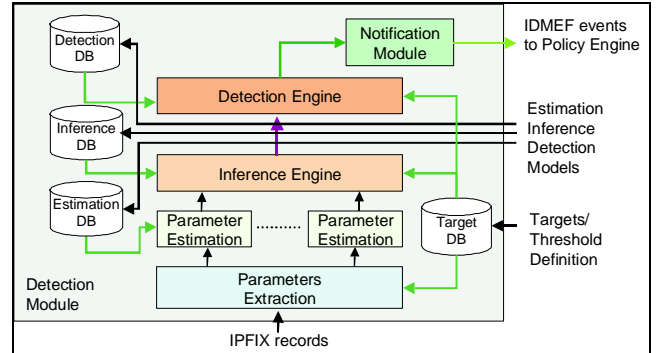 Detection
DB
Notification
Module
IDMEF events
to Policy Engine
Detection Engine
Inference
DB
Estimation
Inference
Detection
Models
Inference Engine
Estimation
DB
Parameter
Estimation
..........
Parameter
Estimation
Target
DB
Targets/
Threshold
Definition
Detection
Module
Parameters
Extraction
IPFIX records